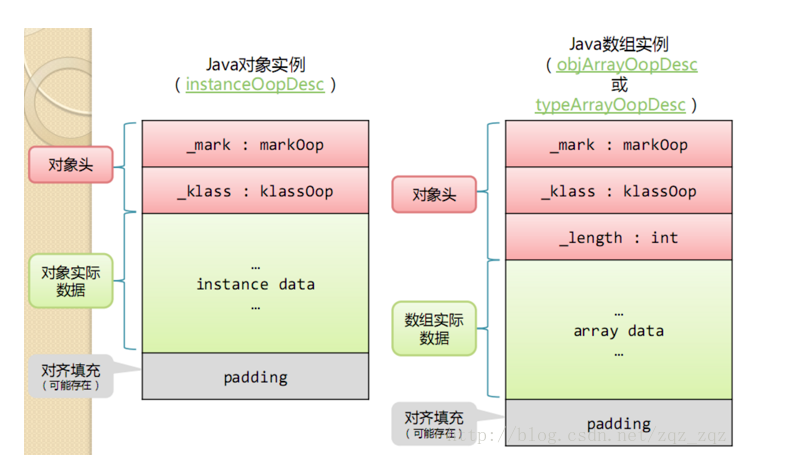 Java对象实例
（ instanceOopDesc ）
_mark : markOop
对象头
_klass : klassOop
…
对象实际
数据
instance data
…
对齐填充
（可能存在）
padding
Java数组实例
（ objArrayOopDesc
或
typeArrayOopDesc ）
_mark : markOop
对象头
_klass : klassOop
_length : int
…
数组实际
数据
array data
…
对齐填充
（可能存在）
padding
http://blog.csdn.net/zqz_zqz